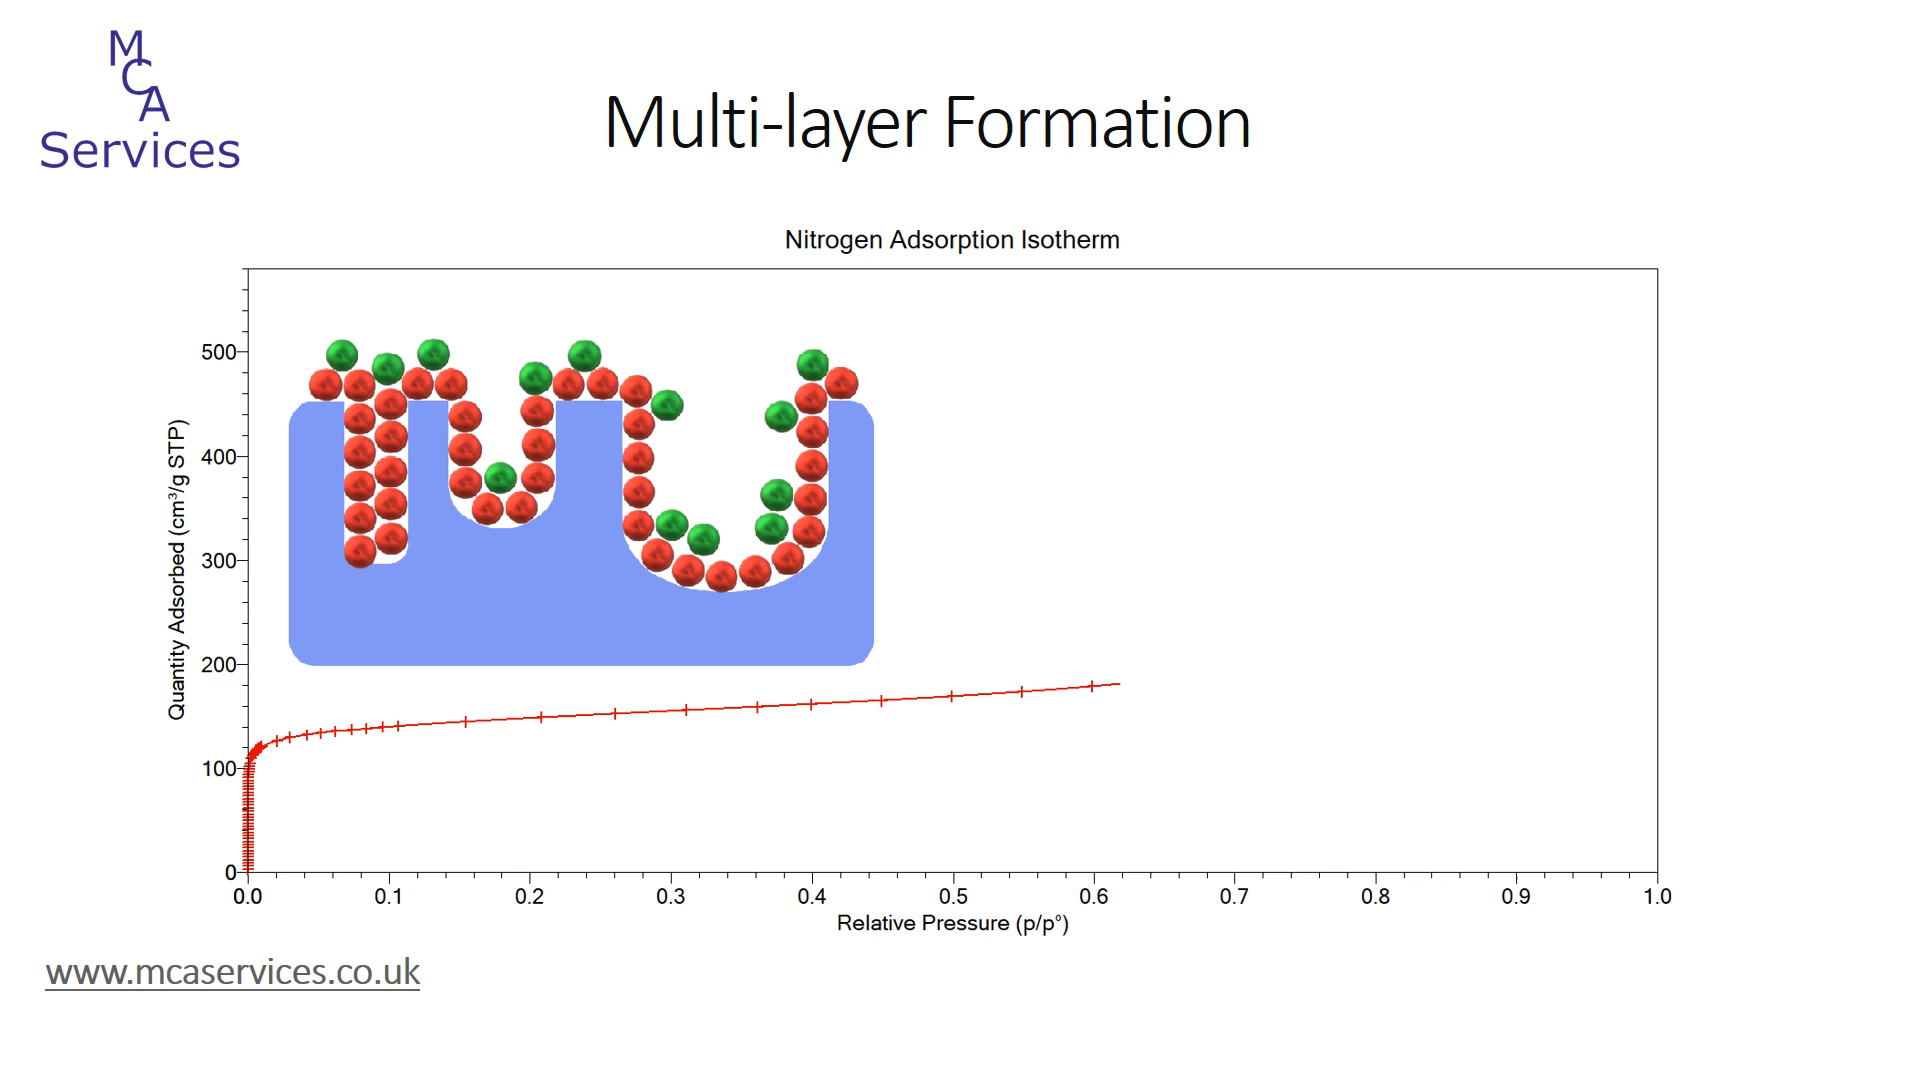 M
C
A
Services
Multi-layer Formation
Nitrogen Adsorption Isotherm
Quantity Adsorbed (cm³/g STP)
500
400
300
200
100
0
0.0 0.1 0.2 0.3 0.4 0.5 0.6 0.7 0.8 0.9 1.0
Relative Pressure (p/p°)
www.mcaservices.co.uk